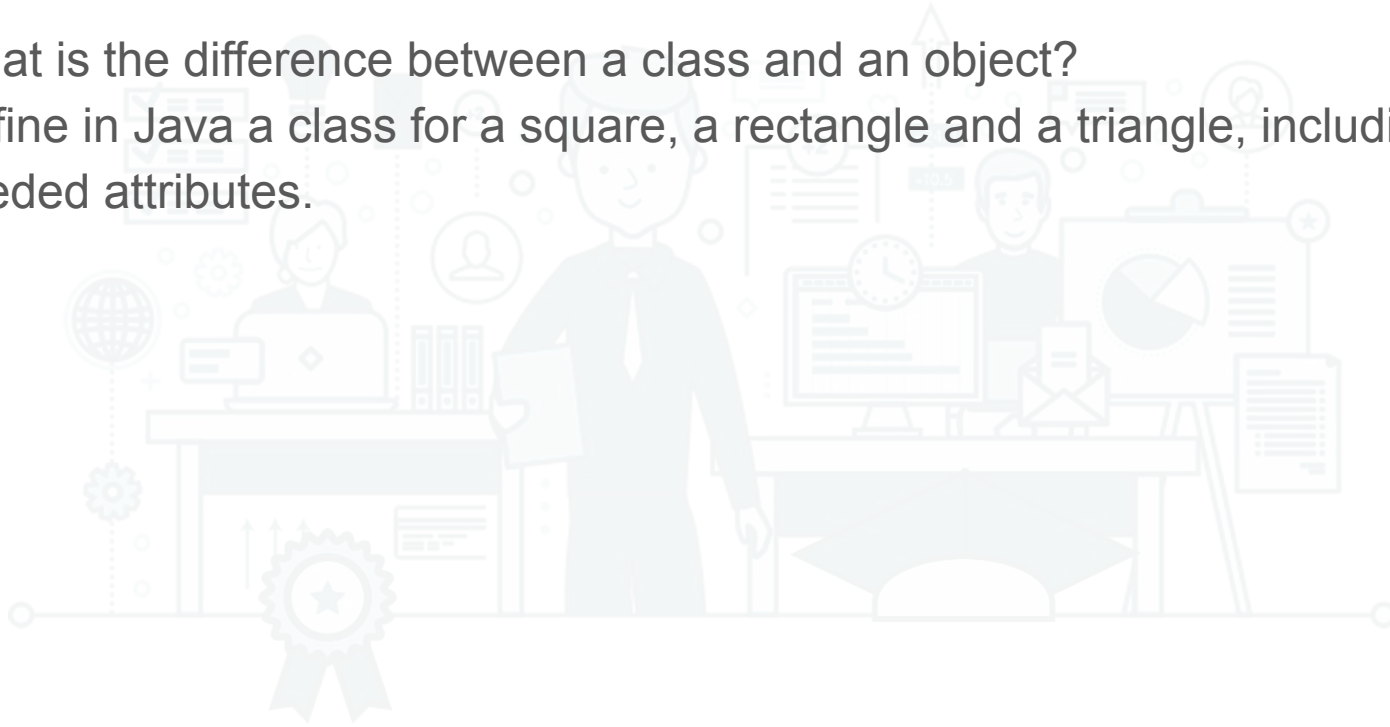 at is the difference between a class and an object?
fine in Java a class for a square, a rectangle and a triangle, includi
eded attributes.